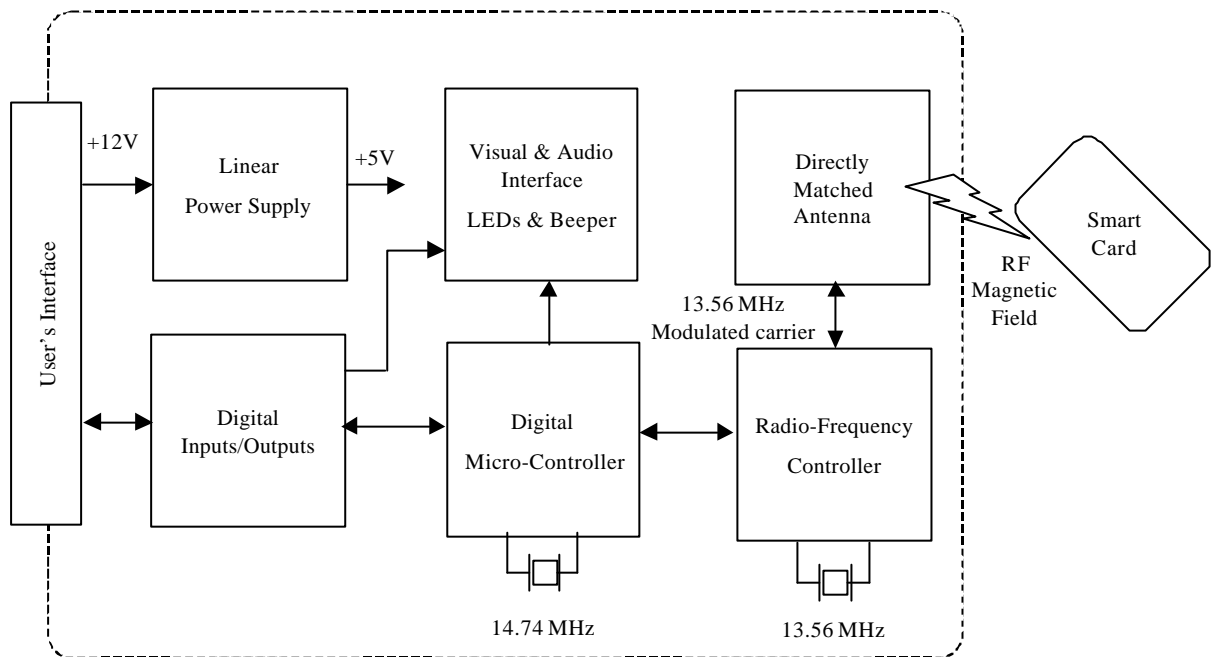 User's Interface
+12V
Linear
Power Supply
+5V
Visual & Audio
Interface
LEDs & Beeper
Directly
Matched
Antenna
RF
Magnetic
Field
Smart
Card
13.56 MHz
Modulated carrier
Digital
Inputs/Outputs
Digital
Micro-Controller
Radio-Frequency
Controller
14.74 MHz
13.56 MHz